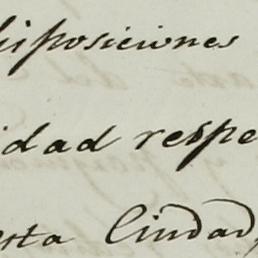 disposiciones
idad respe
esta Ciudad,